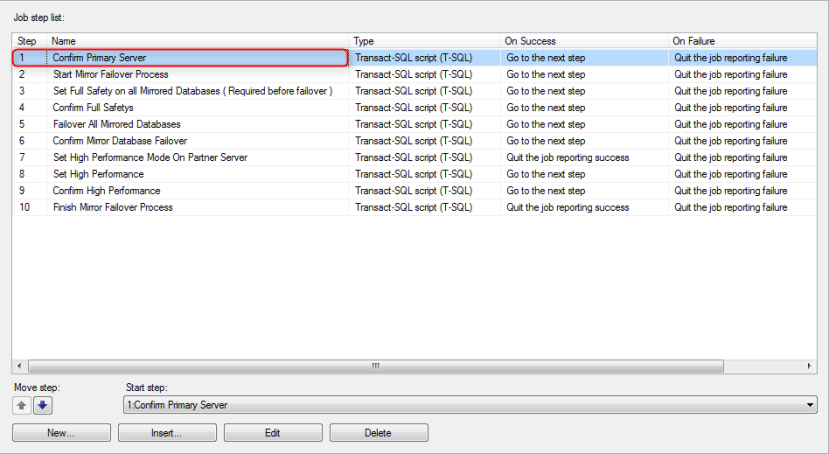 Job step list:
Step Name Type On Success On Failure
1 Confirm Primary Server Transact-SQL script (T-SQL) Go to the next step Quit the job reporting failure
2 Start Mirror Failover Process Transact-SQL script (T-SQL) Go to the next step Quit the job reporting failure
3 Set Full Safety on all Mirrored Databases ( Required before failover ) Transact-SQL script (T-SQL) Go to the next step Quit the job reporting failure
4 Confirm Full Safetys Transact-SQL script (T-SQL) Go to the next step Quit the job reporting failure
5 Failover All Mirrored Databases Transact-SQL script (T-SQL) Go to the next step Quit the job reporting failure
6 Confirm Mirror Database Failover Transact-SQL script (T-SQL) Go to the next step Quit the job reporting failure
7 Set High Performance Mode On Partner Server Transact-SQL script (T-SQL) Quit the job reporting success Quit the job reporting failure
8 Set High Performance Transact-SQL script (T-SQL) Go to the next step Quit the job reporting failure
9 Confirm High Performance Transact-SQL script (T-SQL) Go to the next step Quit the job reporting failure
10 Finish Mirror Failover Process Transact-SQL script (T-SQL) Quit the job reporting success Quit the job reporting failure
Move step: Start step:
1:Confirm Primary Server
New... Insert... Edit Delete